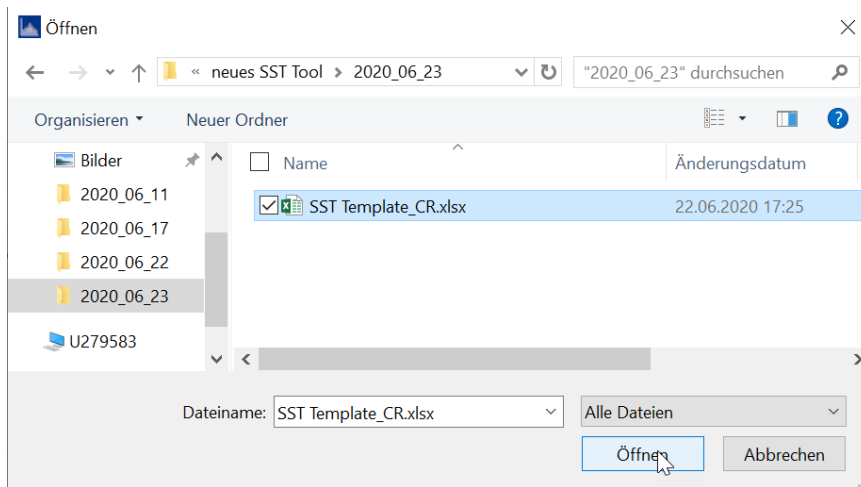 Öffnen
« neues SST Tool > 2020_06_23
"2020_06_23" durchsuchen
Organisieren
Neuer Ordner
?
Bilder
2020_06_11
2020_06_17
2020_06_22
2020_06_23
U279583
Name
Änderungsdatum
SST Template_CR.xlsx
22.06.2020 17:25
Dateiname:
SST Template_CR.xlsx
Alle Dateien
Öffnen
Abbrechen